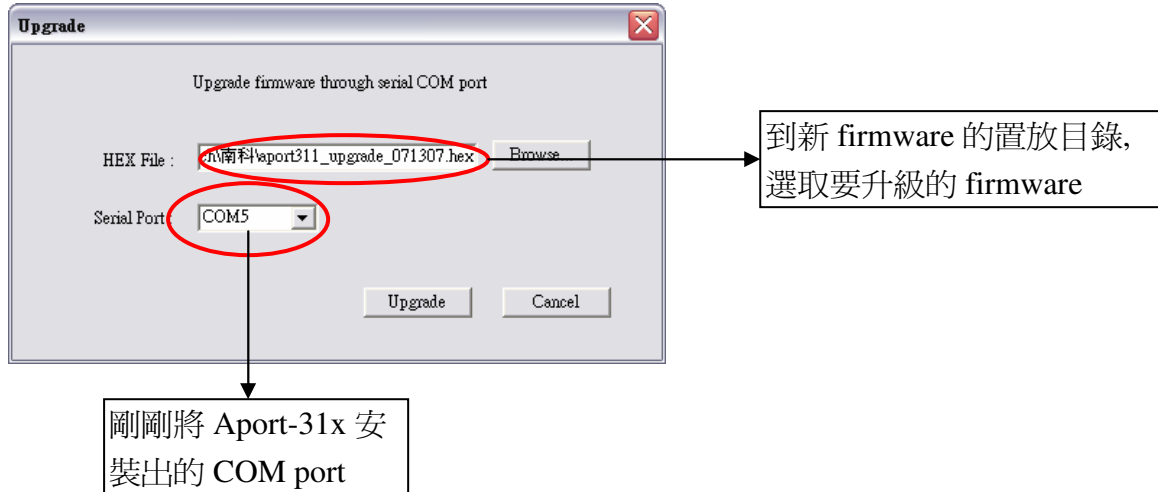 Upgrade
Upgrade firmware through serial COM port
HEX File :
:h\南科\aport311_upgrade_071307.hex
Browse...
Serial Port :
COM5
Upgrade
Cancel
到新 firmware 的置放目錄,
選取要升級的 firmware
剛剛將 Aport-31x 安
裝出的 COM port